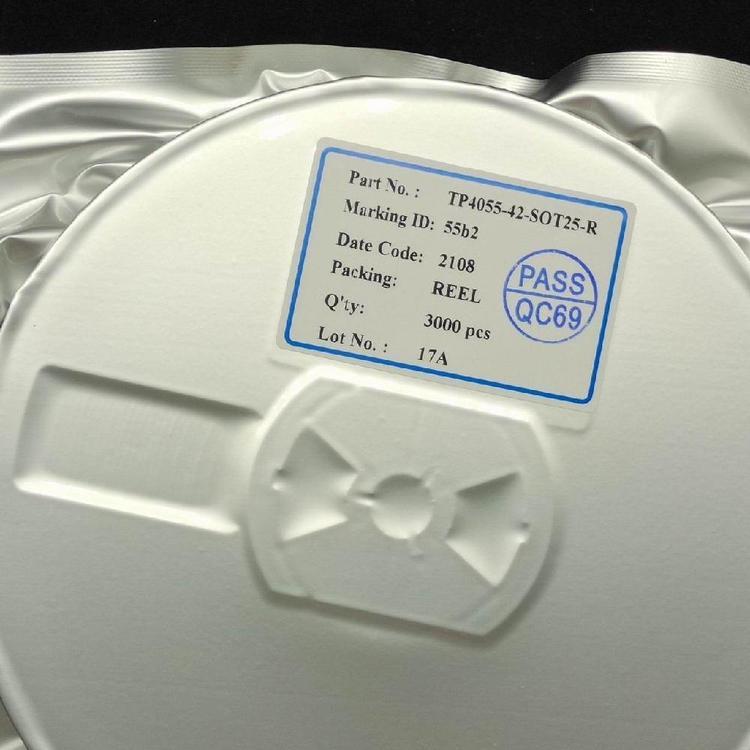 Part No. : TP4055-42-SOT25-R
Marking ID: 55b2
Date Code: 2108
Packing: REEL
Q'ty: 3000 pcs
Lot No. : 17A
PASS
QC69